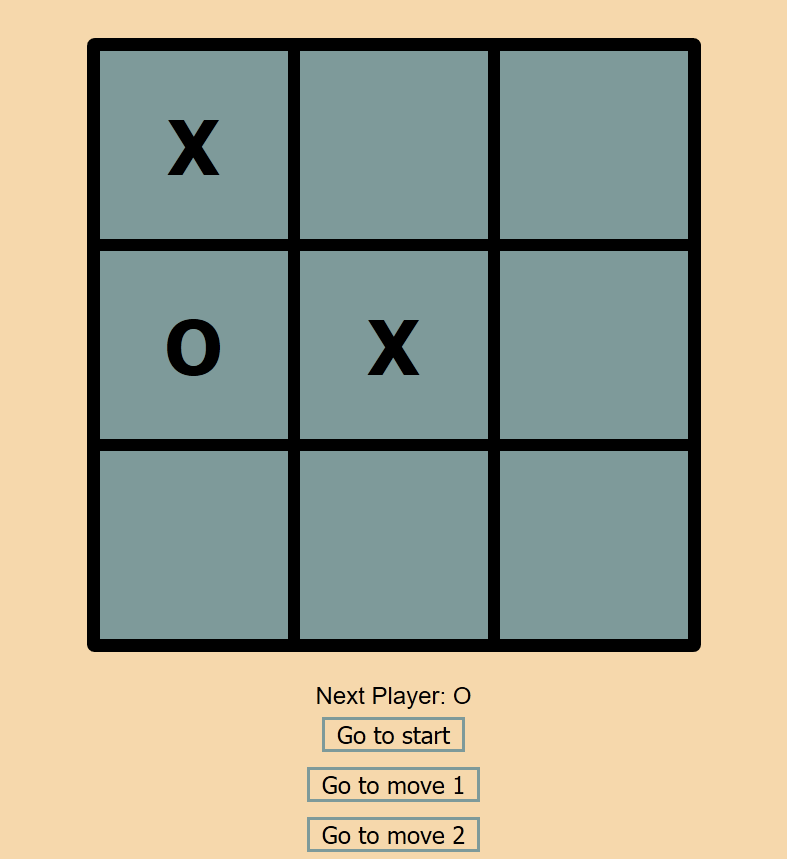 X
O X
Next Player: O
Go to start
Go to move 1
Go to move 2